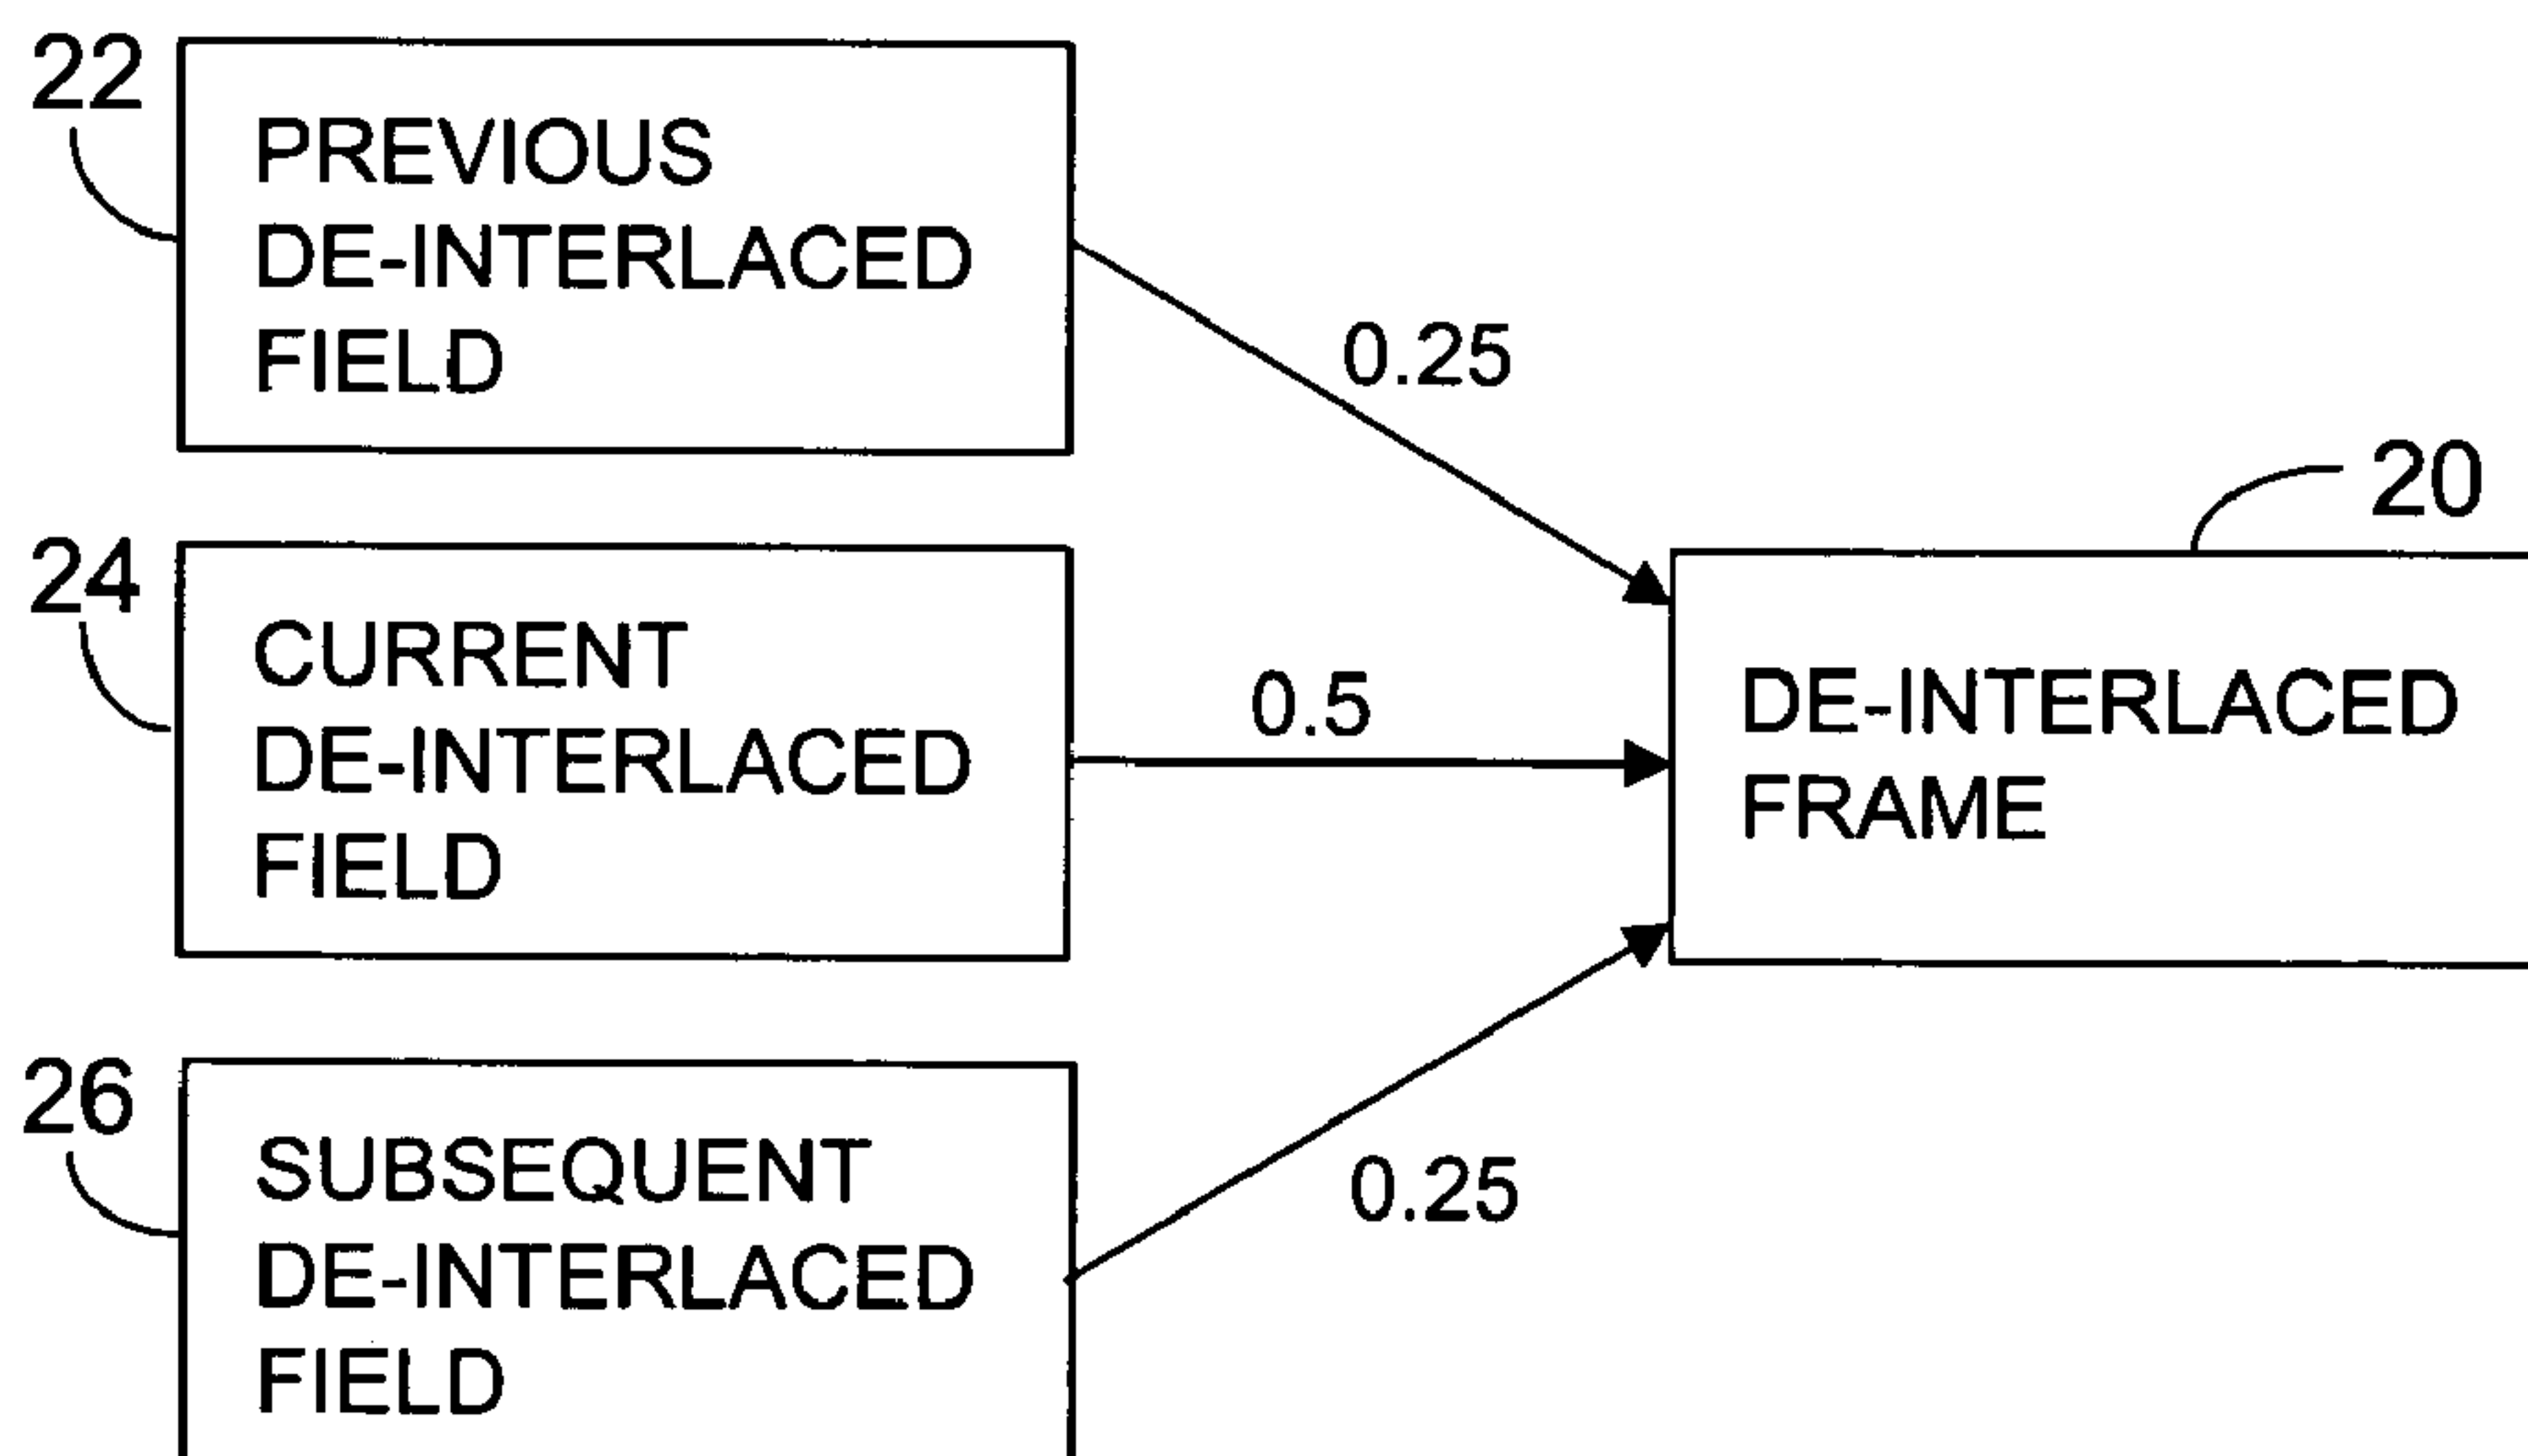 22
PREVIOUS
DE-INTERLACED
FIELD
0.25
20
24
CURRENT
DE-INTERLACED
FIELD
0.5
DE-INTERLACED
FRAME
26
SUBSEQUENT
DE-INTERLACED
FIELD
0.25